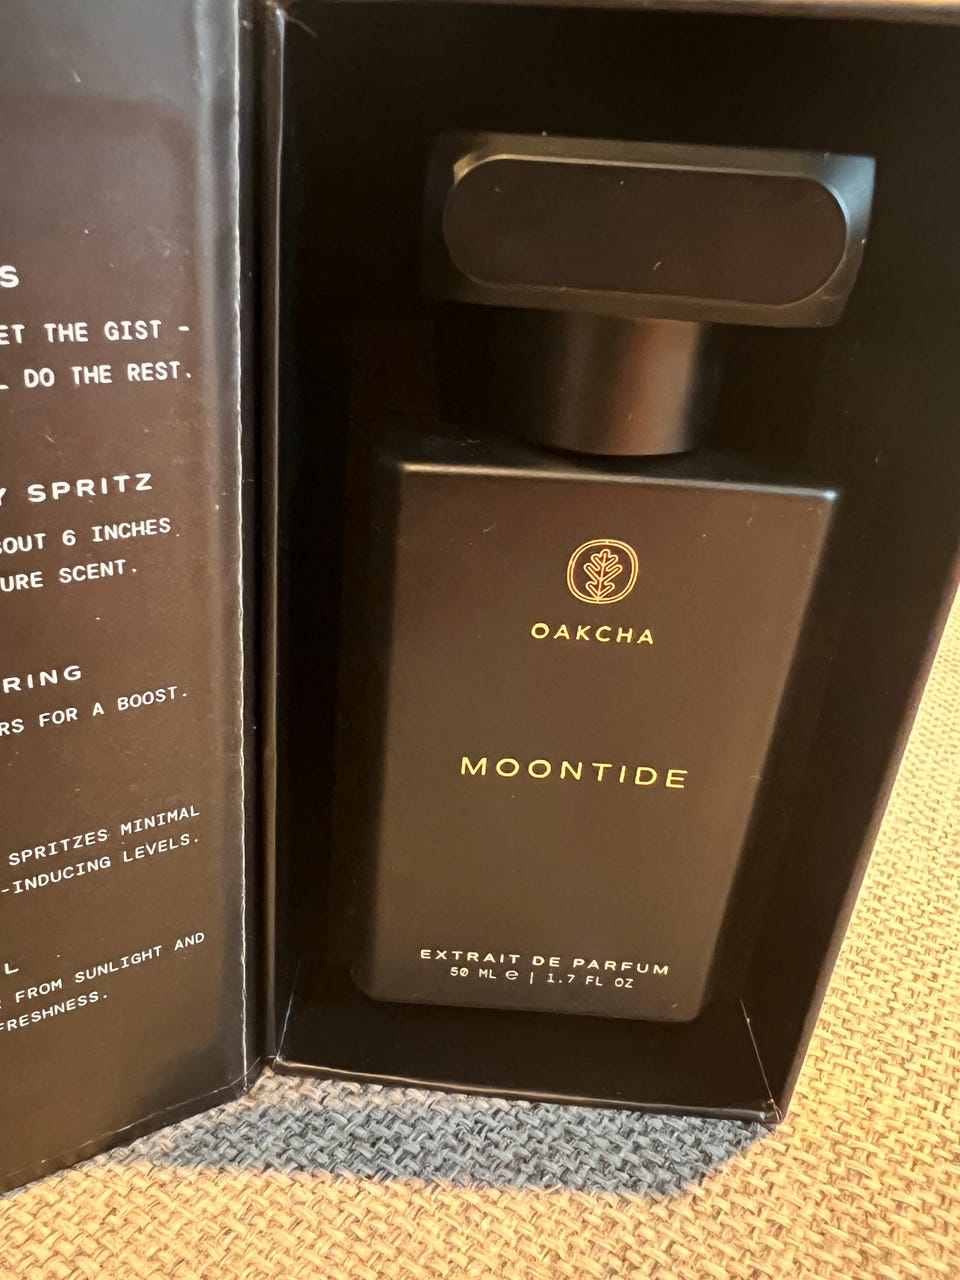 S
ET THE GIST -
DO THE REST.
SPRITZ
BOUT 6 INCHES
URE SCENT.
RING
RS FOR A BOOST.
SPRITZES MINIMAL
-INDUCING LEVELS.
L
FROM SUNLIGHT AND
FRESHNESS.
OAKCHA
MOONTIDE
EXTRAIT DE PARFUM
50 ML ℮ | 1.7 FL OZ